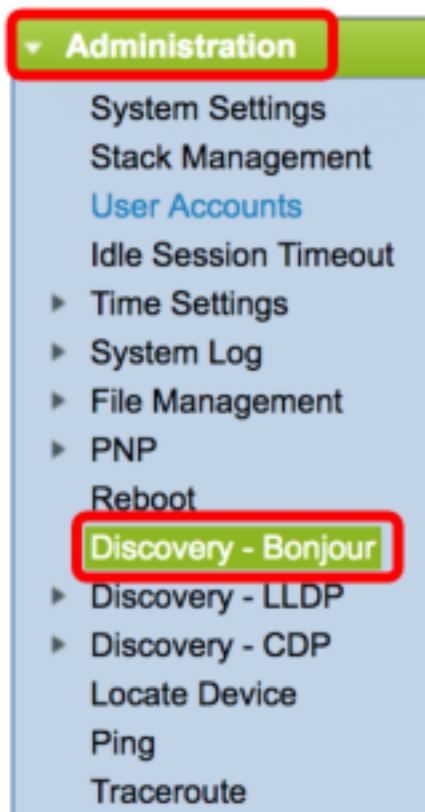 Administration
System Settings
Stack Management
User Accounts
Idle Session Timeout
Time Settings
System Log
File Management
PNP
Reboot
Discovery - Bonjour
Discovery - LLDP
Discovery - CDP
Locate Device
Ping
Traceroute